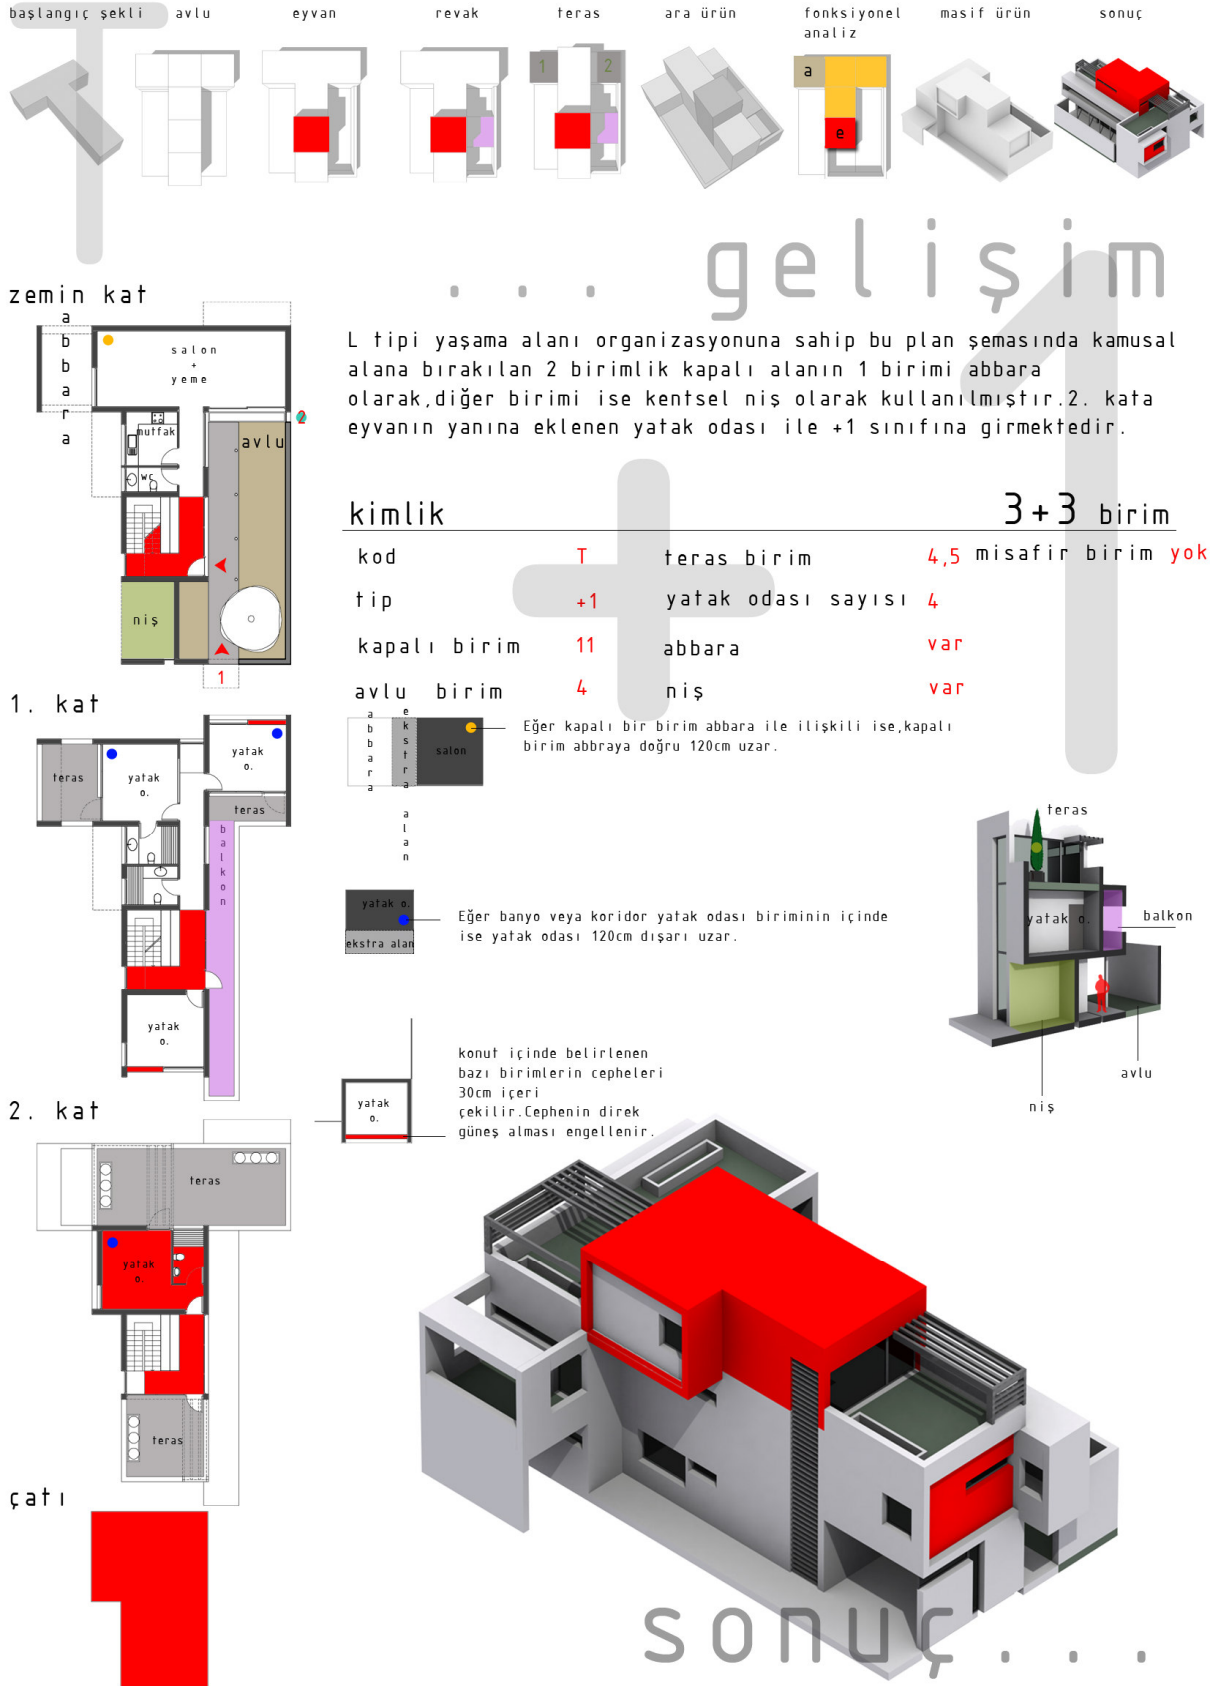 başlangıç şekli avlu eyvan revak teras ara ürün fonksiyonel masif ürün sonuç
analiz
1 2 a
e
... gelişim
zemin kat
abbara
salon
+
yeme
2
mutfak
avlu
wc
niş
1
L tipi yaşama alanı organizasyonuna sahip bu plan şemasında kamusal
alana bırakılan 2 birimlik kapalı alanın 1 birimi abbara
olarak,diğer birimi ise kentsel niş olarak kullanılmıştır.2. kata
eyvanın yanına eklenen yatak odası ile +1 sınıfına girmektedir.
kimlik 3+3 birim
kod T teras birim 4,5 misafir birim yok
tip +1 yatak odası sayısı 4
kapalı birim 11 abbara var
avlu birim 4 niş var
1. kat
teras
yatak
o.
yatak
o.
teras
balkon
yatak
o.
abbara
ekstra alan
salon
Eğer kapalı bir birim abbara ile ilişkili ise,kapalı
birim abbraya doğru 120cm uzar.
yatak o.
ekstra alan
Eğer banyo veya koridor yatak odası biriminin içinde
ise yatak odası 120cm dışarı uzar.
yatak
o.
konut içinde belirlenen
bazı birimlerin cepheleri
30cm içeri
çekilir.Cephenin direk
güneş alması engellenir.
teras
yatak o.
balkon
avlu
niş
2. kat
teras
yatak
o.
teras
çatı
sonuç...
T
+1